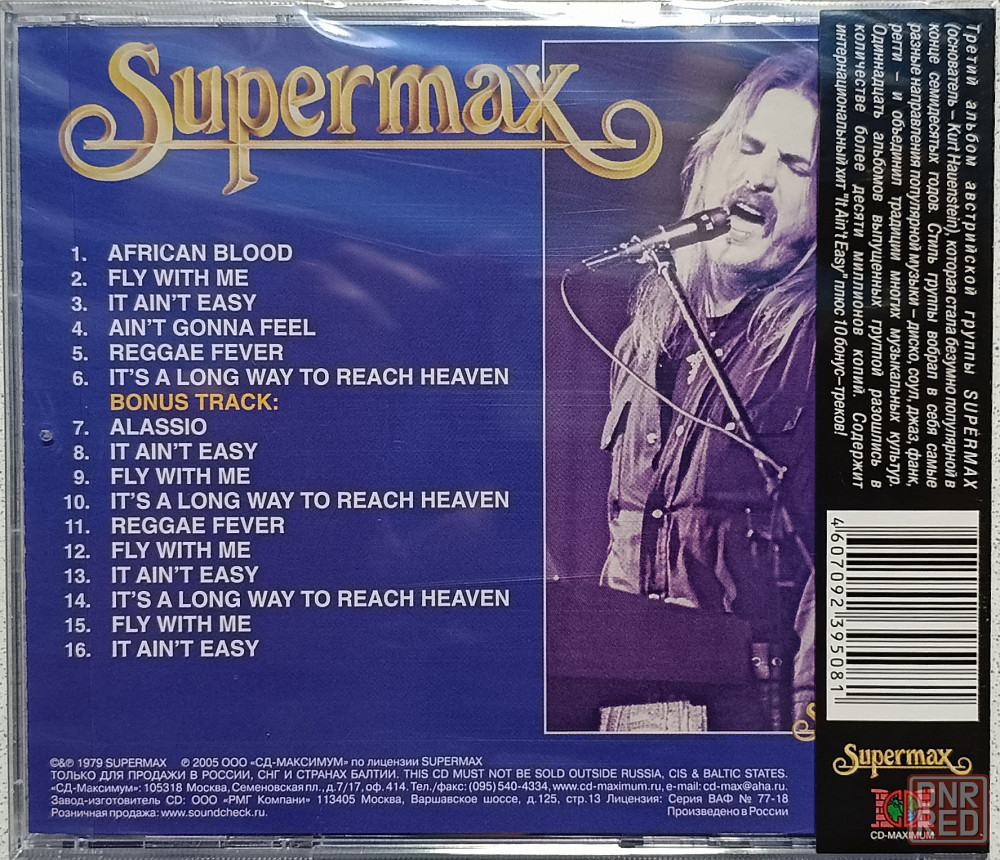 Supermax
1. AFRICAN BLOOD
2. FLY WITH ME
3. IT AIN'T EASY
4. AIN'T GONNA FEEL
5. REGGAE FEVER
6. IT'S A LONG WAY TO REACH HEAVEN
BONUS TRACK:
7. ALASSIO
8. IT AIN'T EASY
9. FLY WITH ME
10. IT'S A LONG WAY TO REACH HEAVEN
11. REGGAE FEVER
12. FLY WITH ME
13. IT AIN'T EASY
14. IT'S A LONG WAY TO REACH HEAVEN
15. FLY WITH ME
16. IT AIN'T EASY
©&℗ 1979 SUPERMAX ℗ 2005 ООО «СД-МАКСИМУМ» по лицензии SUPERMAX
ТОЛЬКО ДЛЯ ПРОДАЖИ В РОССИИ, СНГ И СТРАНАХ БАЛТИИ. THIS CD MUST NOT BE SOLD OUTSIDE RUSSIA, CIS & BALTIC STATES.
«СД-Максимум»: 105318 Москва, Семеновская пл., д.7/17, оф. 414. Тел./факс: (095) 540-4334, www.cd-maximum.ru, e-mail: cd-max@aha.ru.
Завод-изготовитель CD: ООО «РМГ Компани» 113405 Москва, Варшавское шоссе, д.125, стр.13 Лицензия: Серия ВАФ № 77-18
Розничная продажа: www.soundcheck.ru. Произведено в России
Третий альбом австрийской группы SUPERMAX
(основатель – Kurt Hauenstein), которая стала безумно популярной в
конце семидесятых годов. Стиль группы вобрал в себя самые
разные направления популярной музыки – диско, соул, джаз, фанк,
регги – и объединил традиции многих музыкальных культур.
Одиннадцать альбомов выпущеных группой разошлись в
количестве более десяти миллионов копий. Содержит
интернациональный хит "It Ain't Easy" плюс 10 бонус-треков!
4607092395081
Supermax
CD-MAXIMUM
ONR
RED